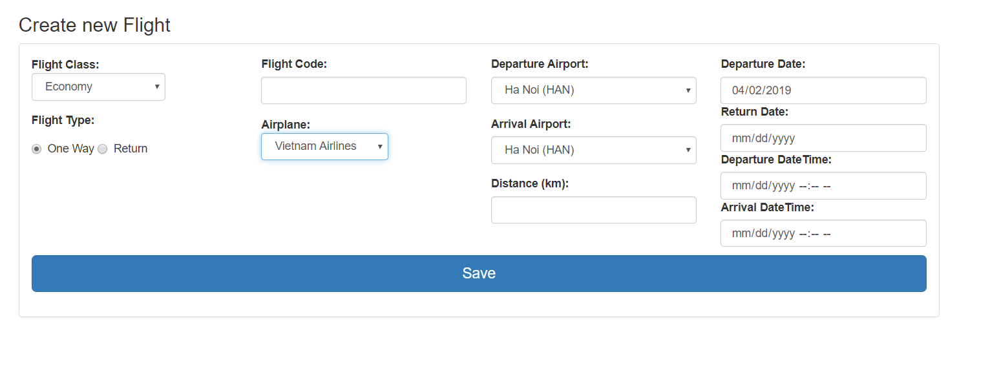 Create new Flight
Flight Class:
Economy
Flight Type:
One Way Return
Flight Code:
Airplane:
Vietnam Airlines
Departure Airport:
Ha Noi (HAN)
Arrival Airport:
Ha Noi (HAN)
Distance (km):
Departure Date:
04/02/2019
Return Date:
mm/dd/yyyy
Departure DateTime:
mm/dd/yyyy --:-- --
Arrival DateTime:
mm/dd/yyyy --:-- --
Save